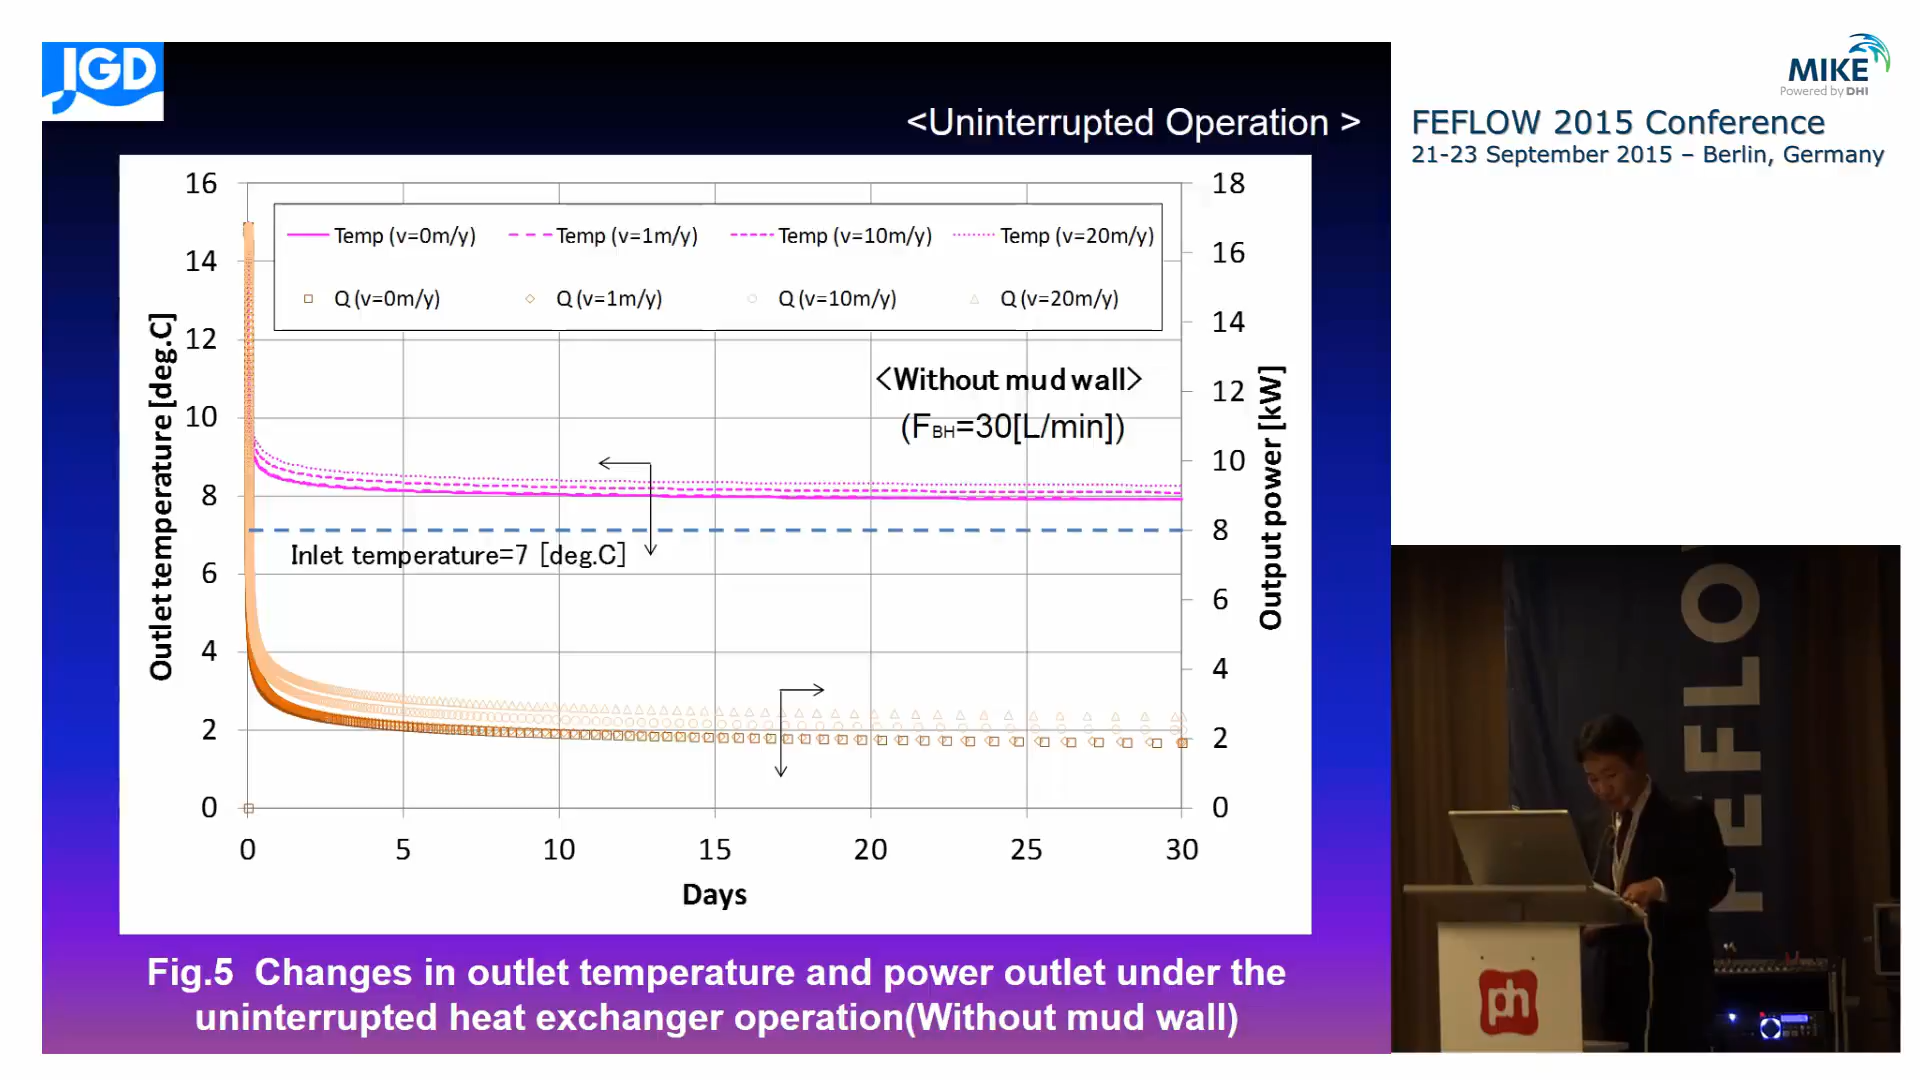 JGD
<Uninterrupted Operation >
MIKE
Powered by DHI
FEFLOW 2015 Conference
21-23 September 2015 – Berlin, Germany
16
14
12
10
8
6
4
2
0
Outlet temperature [deg.C]
Temp (v=0m/y)
Temp (v=1m/y)
Temp (v=10m/y)
Temp (v=20m/y)
Q (v=0m/y)
Q (v=1m/y)
Q (v=10m/y)
Q (v=20m/y)
<Without mud wall>
(FBH=30[L/min])
Inlet temperature=7 [deg.C]
18
16
14
12
10
8
6
4
2
0
Output power [kW]
0 5 10 15 20 25 30
Days
Fig.5 Changes in outlet temperature and power outlet under the
uninterrupted heat exchanger operation(Without mud wall)
FEFLO
FEFLO
ph